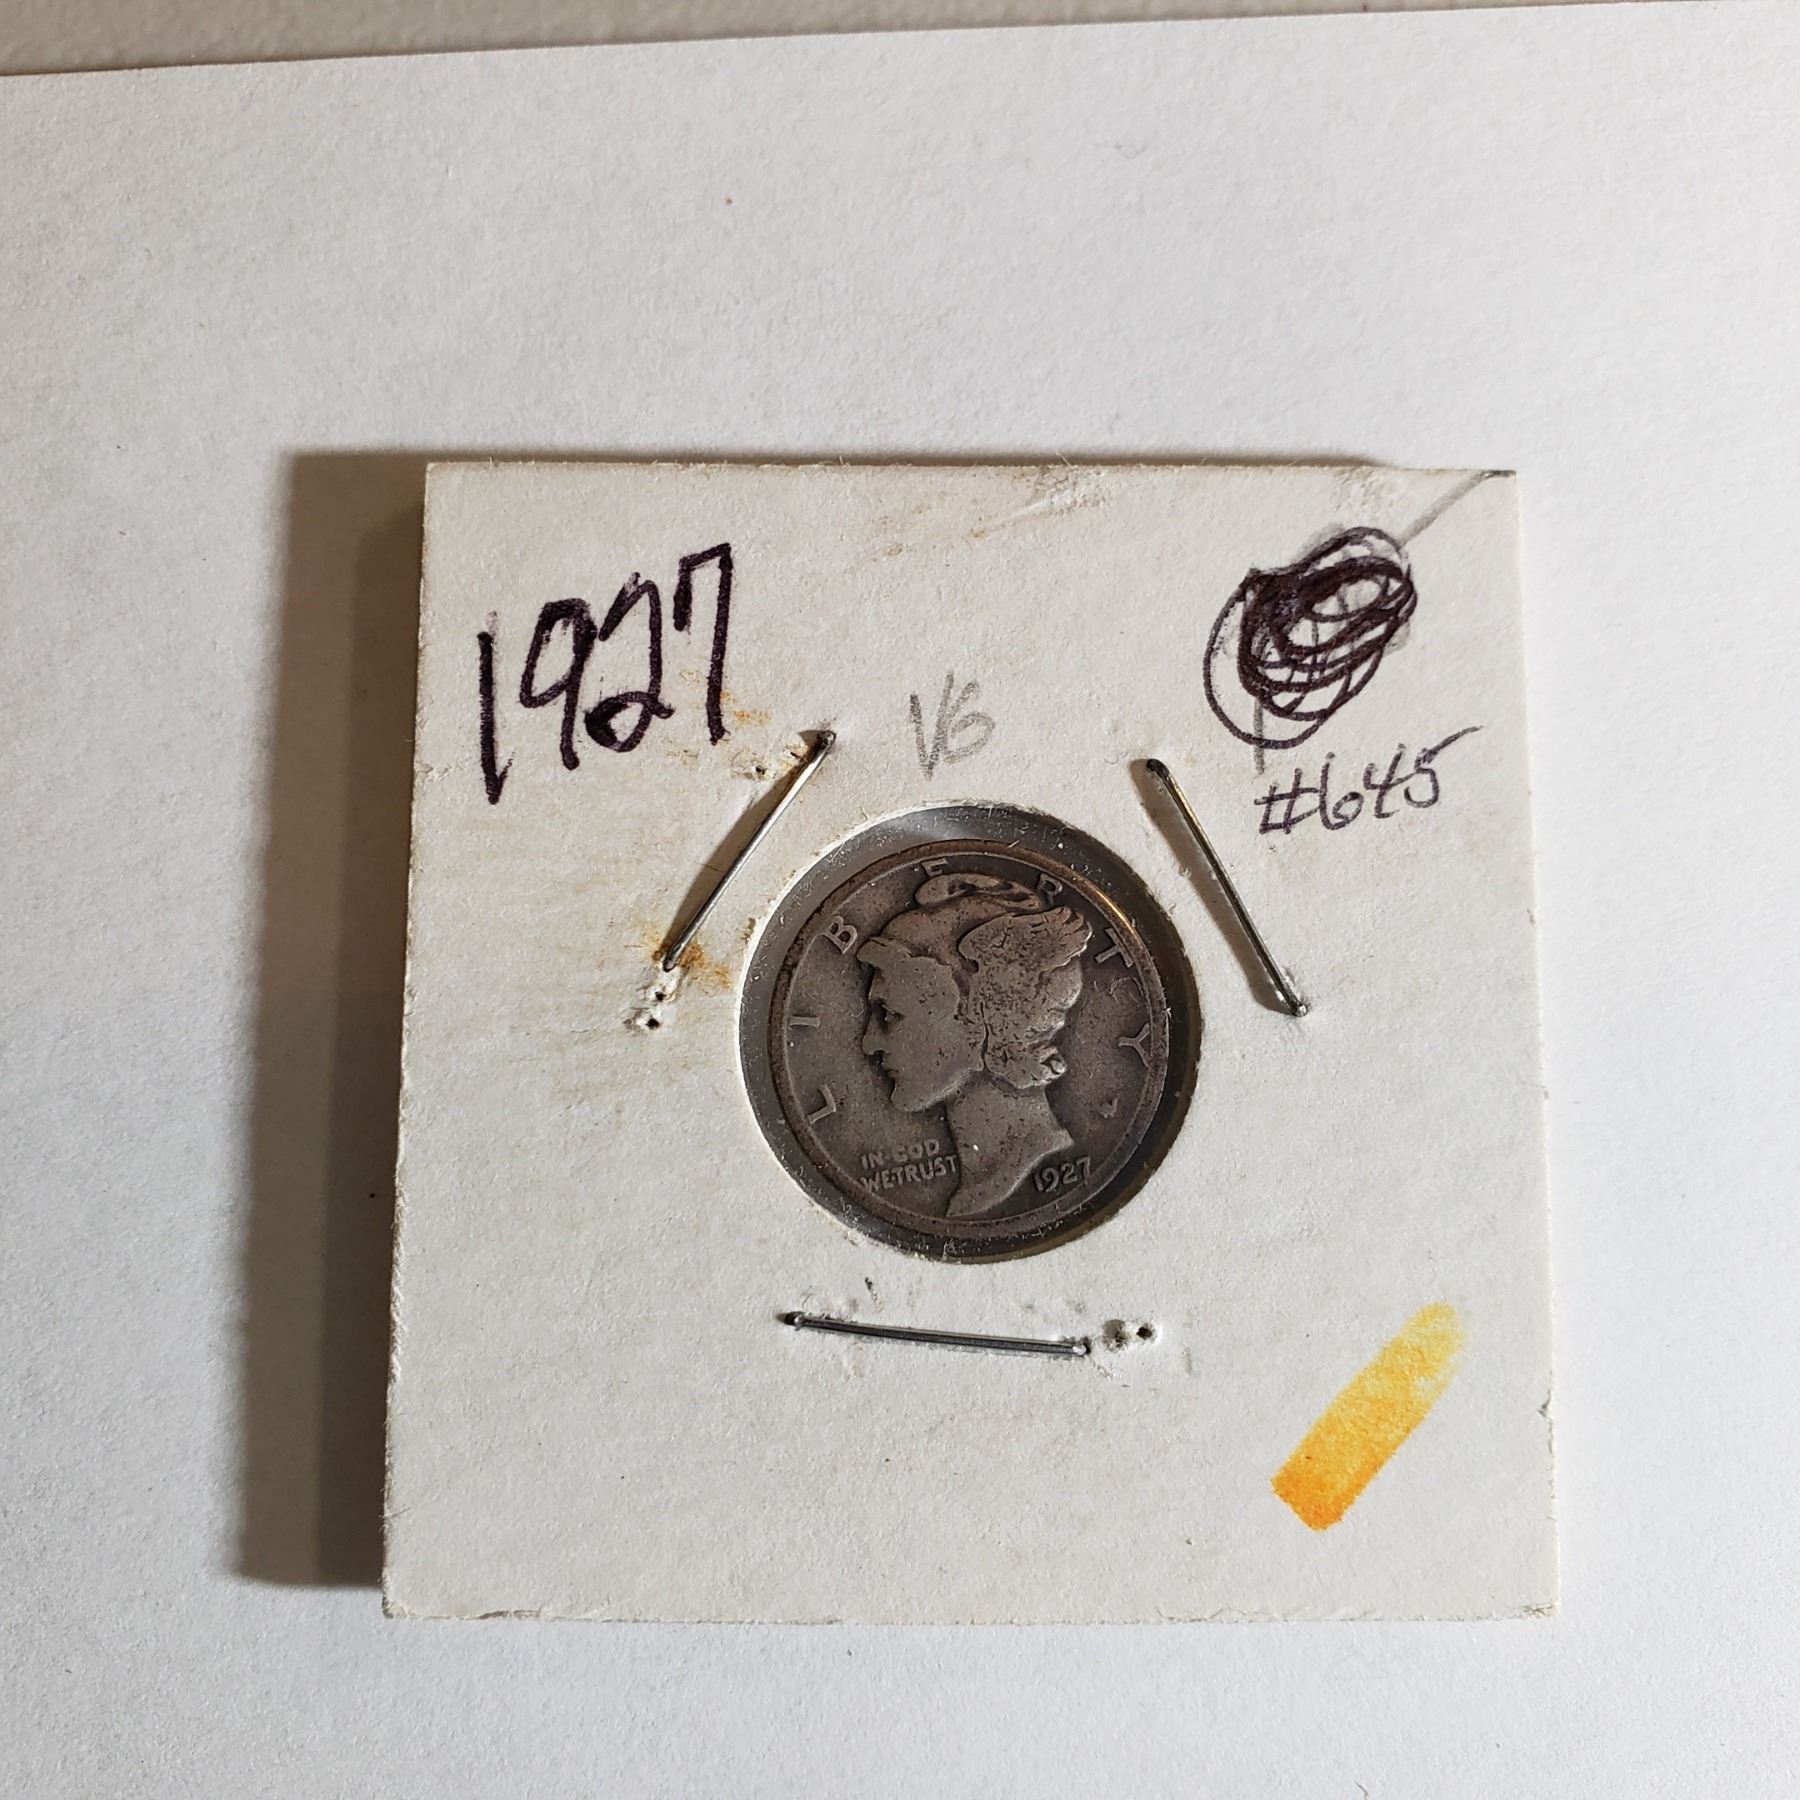 1927
VG
#645
LIBERTY
IN GOD
WE TRUST
1927